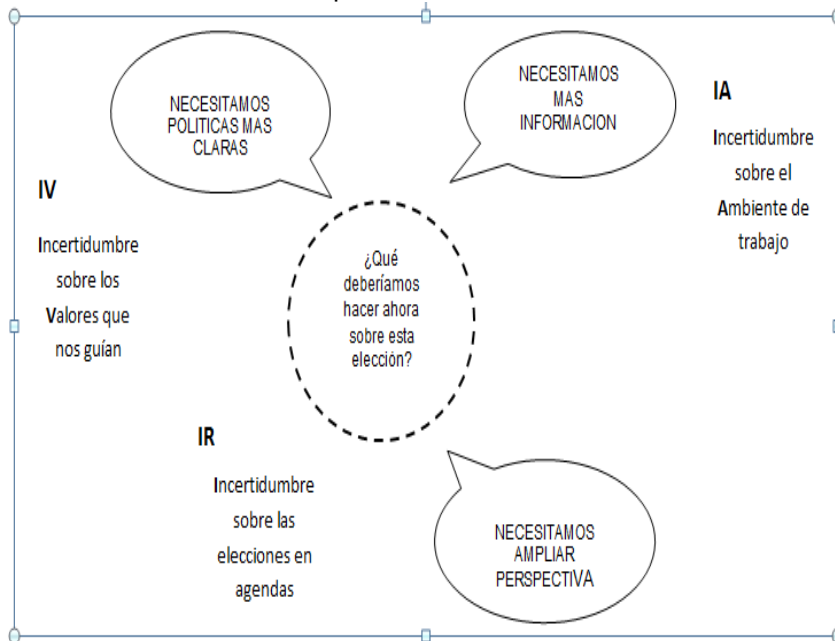 NECESITAMOS
POLITICAS MAS
CLARAS
NECESITAMOS
MAS
INFORMACION
IA
Incertidumbre
sobre el
Ambiente de
trabajo
IV
Incertidumbre
sobre los
Valores que
nos guían
¿Qué
deberíamos
hacer ahora
sobre esta
elección?
IR
Incertidumbre
sobre las
elecciones en
agendas
NECESITAMOS
AMPLIAR
PERSPECTIVA